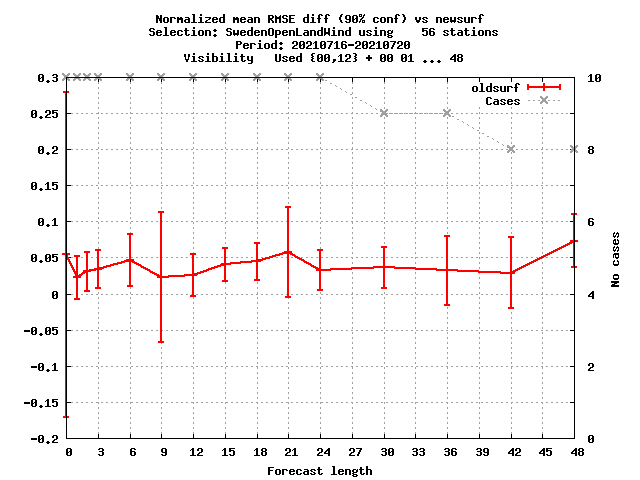 Normalized mean RMSE diff (90% conf) vs newsurf
Selection: SwedenOpenLandWind using    56 stations
Period: 20210716-20210720
Visibility   Used {00,12} + 00 01 ... 48
oldsurf
Cases
0.3
0.25
0.2
0.15
0.1
0.05
0
-0.05
-0.1
-0.15
-0.2
10
8
6
4
2
0
No cases
0 3 6 9 12 15 18 21 24 27 30 33 36 39 42 45 48
Forecast length